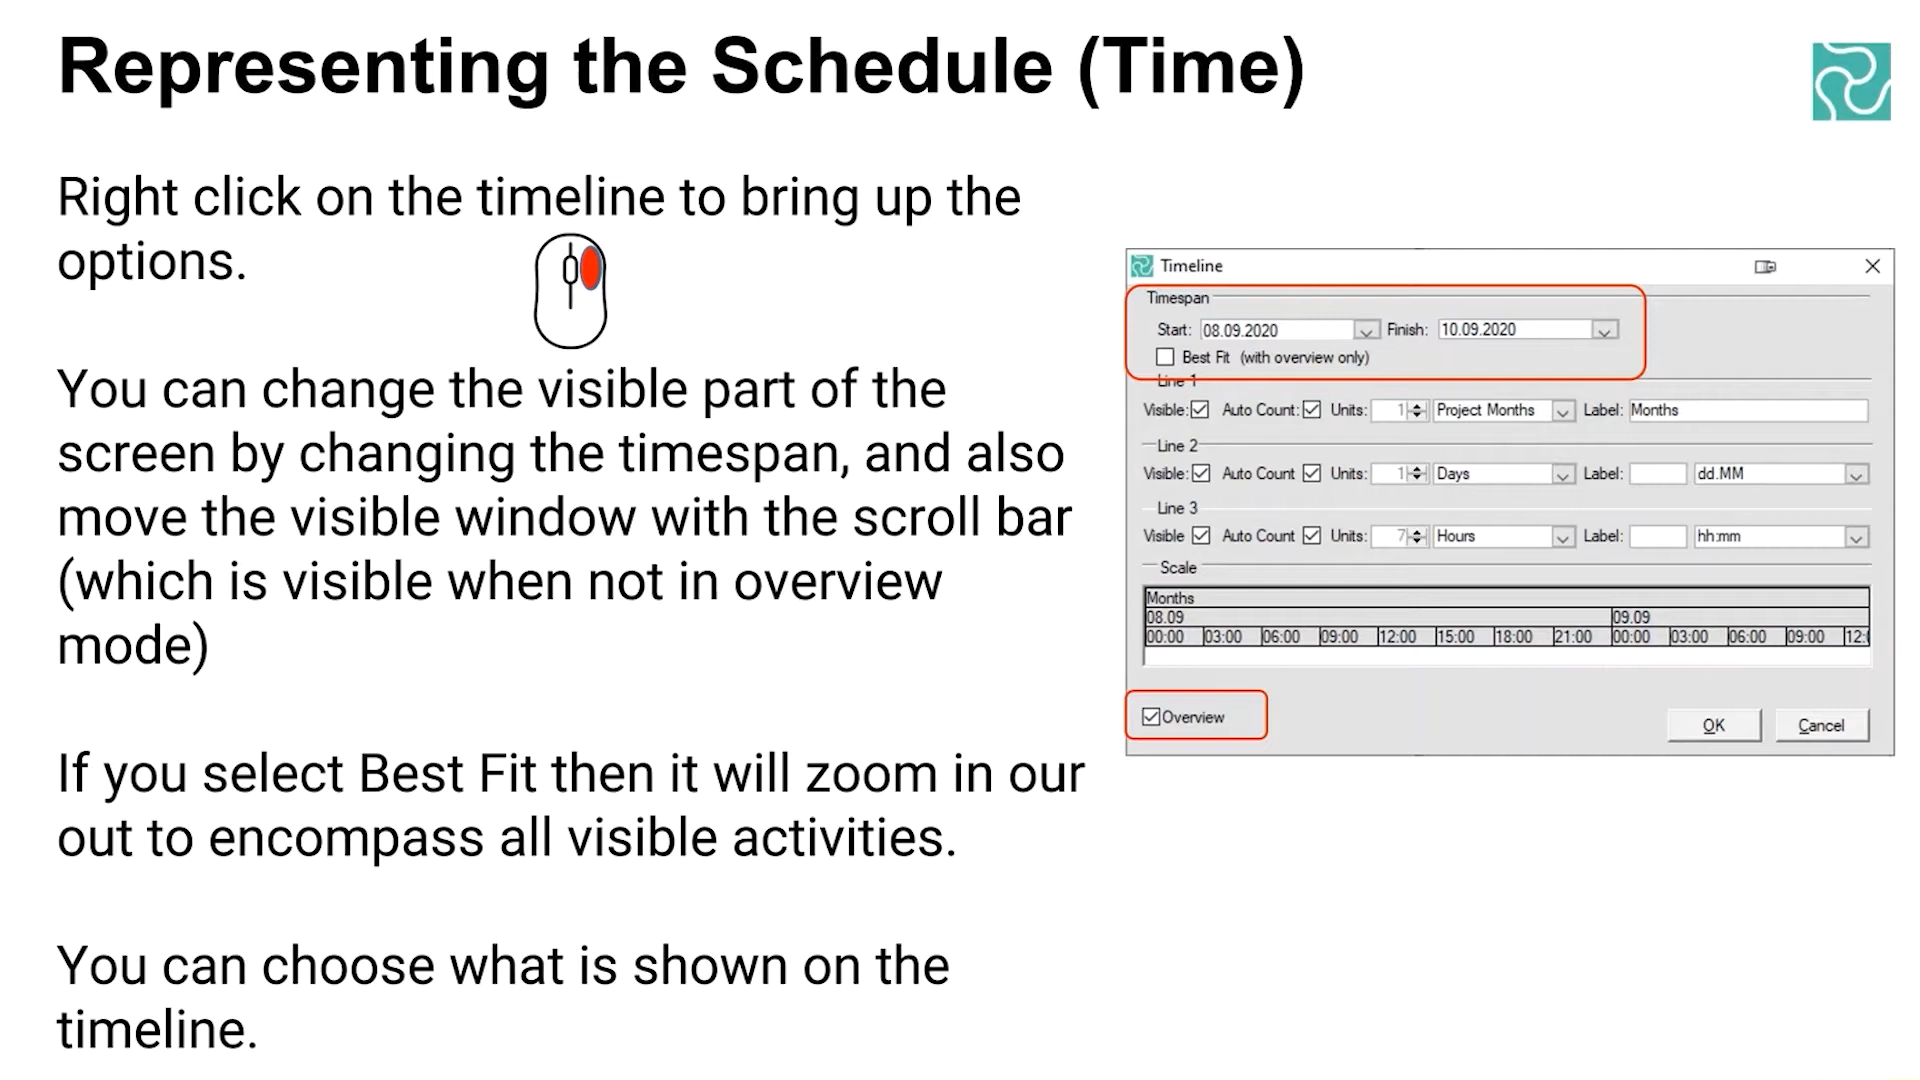 Representing the Schedule (Time)
Right click on the timeline to bring up the
options.
You can change the visible part of the
screen by changing the timespan, and also
move the visible window with the scroll bar
(which is visible when not in overview
mode)
If you select Best Fit then it will zoom in our
out to encompass all visible activities.
You can choose what is shown on the
timeline.
Timeline
Timespan
Start: 08.09.2020 Finish: 10.09.2020
Best Fit (with overview only)
Line 1
Visible: Auto Count: Units: 1 Project Months Label: Months
Line 2
Visible: Auto Count Units: 1 Days Label: dd.MM
Line 3
Visible Auto Count Units: 7 Hours Label: hh:mm
Scale
Months
08.09 09.09
00:00 03:00 06:00 09:00 12:00 15:00 18:00 21:00 00:00 03:00 06:00 09:00 12:
Overview OK Cancel